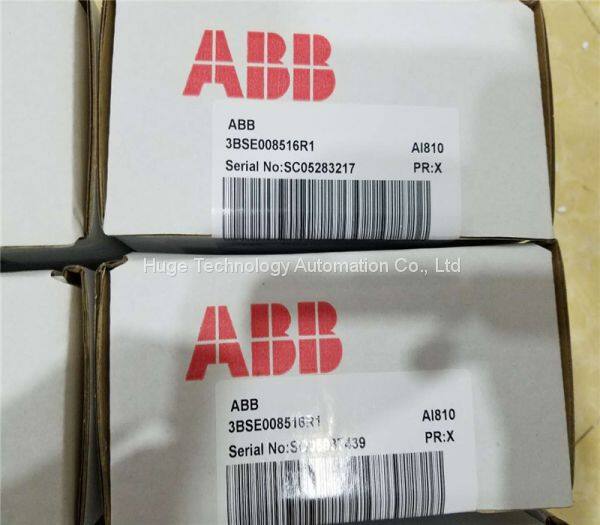 ABB
ABB
3BSE008516R1 AI810
Serial No:SC05283217 PR:X
Huge Technology Automation Co., Ltd
ABB
ABB
3BSE008516R1 AI810
Serial PR:X